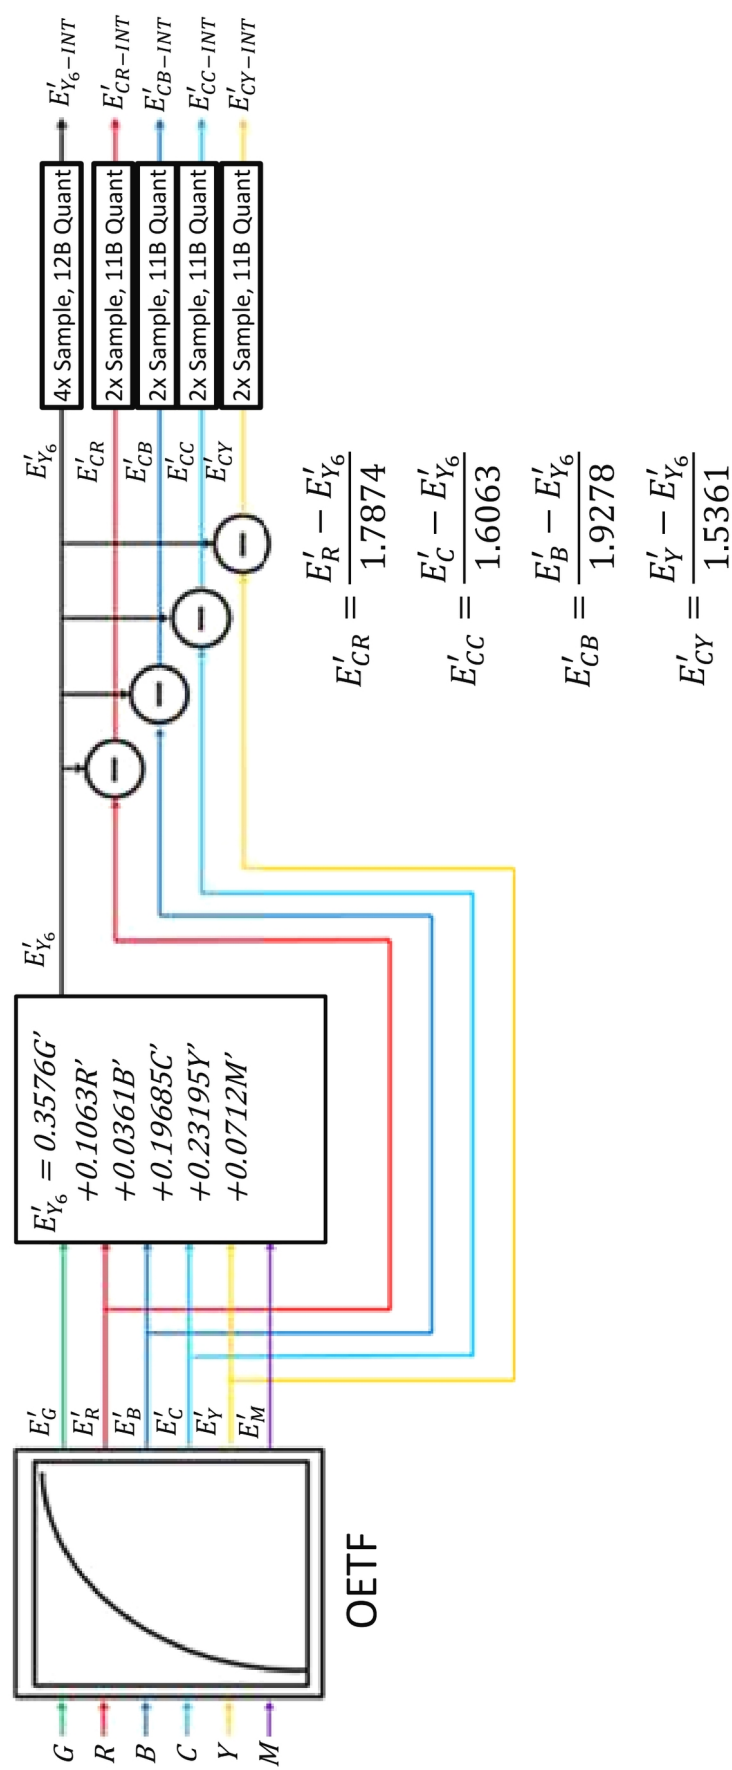 G
R
B
C
Y
M
OETF
E′G
E′R
E′B
E′C
E′Y
E′M
E′Y6 = 0.3576G′
+0.1063R′
+0.0361B′
+0.19685C′
+0.23195Y′
+0.0712M′
E′Y6
−
−
−
−
E′Y6
E′CR
E′CB
E′CC
E′CY
4x Sample, 12B Quant
2x Sample, 11B Quant
2x Sample, 11B Quant
2x Sample, 11B Quant
2x Sample, 11B Quant
E′Y6−INT
E′CR−INT
E′CB−INT
E′CC−INT
E′CY−INT
E′CR = E′R − E′Y6 / 1.7874
E′CC = E′C − E′Y6 / 1.6063
E′CB = E′B − E′Y6 / 1.9278
E′CY = E′Y − E′Y6 / 1.5361